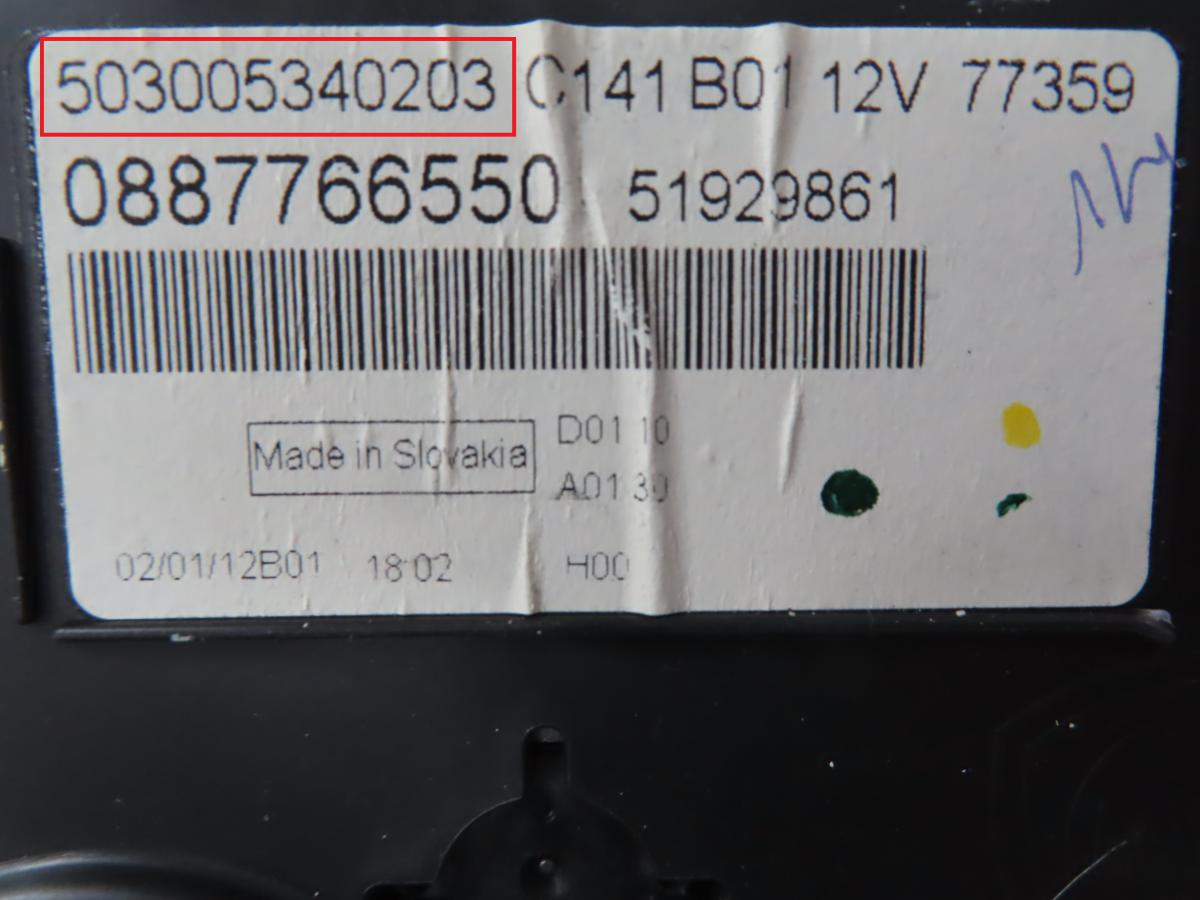 503005340203 C141 B01 12V 77359
0887766550 51929861
Made in Slovakia
D01 10
A01 30
02/01/12B01 18:02 H00